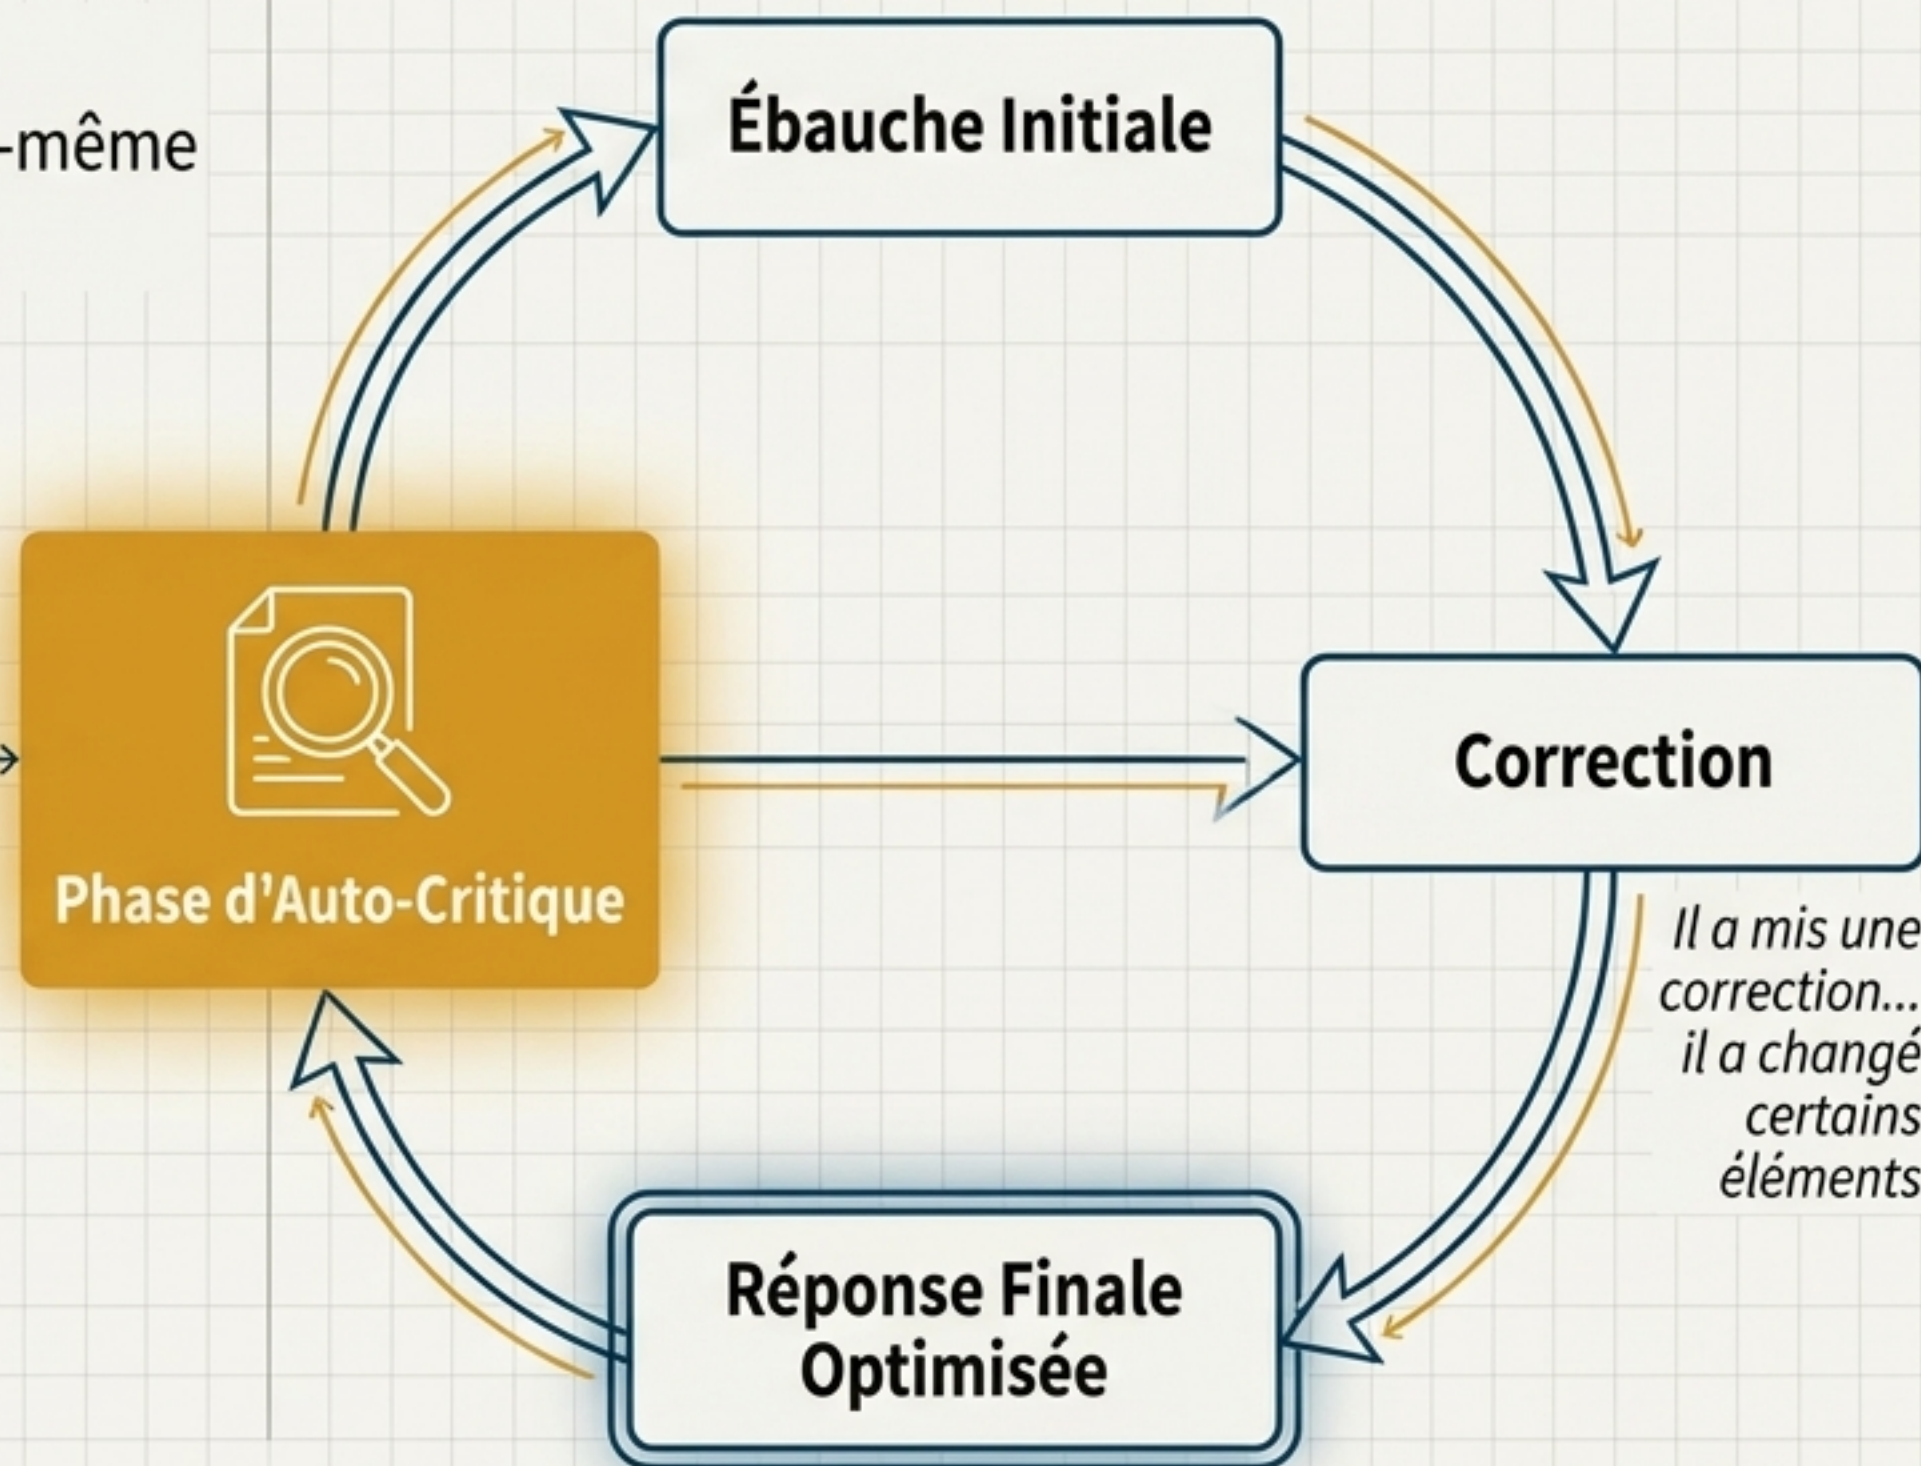 -même
Ébauche Initiale
Phase d'Auto-Critique
Correction
Il a mis une
correction...
il a changé
certains
éléments
Réponse Finale
Optimisée